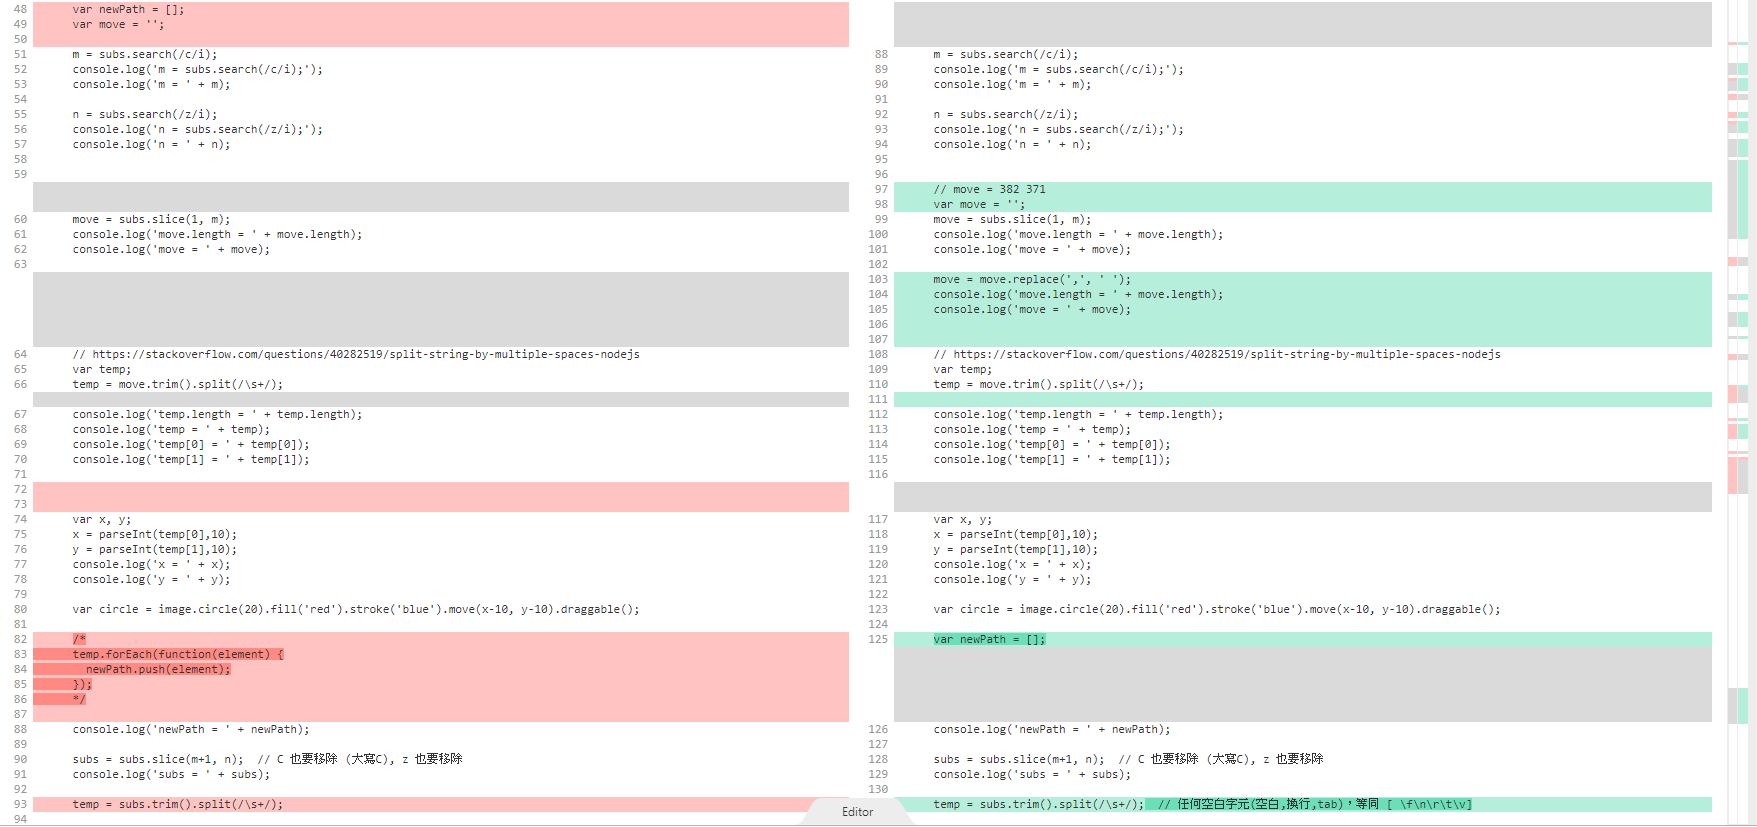 48 var newPath = [];
49 var move = '';
50
51 m = subs.search(/c/i);
52 console.log('m = subs.search(/c/i);');
53 console.log('m = ' + m);
54
55 n = subs.search(/z/i);
56 console.log('n = subs.search(/z/i);');
57 console.log('n = ' + n);
58
59
60 move = subs.slice(1, m);
61 console.log('move.length = ' + move.length);
62 console.log('move = ' + move);
63
64 // https://stackoverflow.com/questions/40282519/split-string-by-multiple-spaces-nodejs
65 var temp;
66 temp = move.trim().split(/\s+/);
67 console.log('temp.length = ' + temp.length);
68 console.log('temp = ' + temp);
69 console.log('temp[0] = ' + temp[0]);
70 console.log('temp[1] = ' + temp[1]);
71
72
73
74 var x, y;
75 x = parseInt(temp[0],10);
76 y = parseInt(temp[1],10);
77 console.log('x = ' + x);
78 console.log('y = ' + y);
79
80 var circle = image.circle(20).fill('red').stroke('blue').move(x-10, y-10).draggable();
81
82 /*
83 temp.forEach(function(element) {
84 newPath.push(element);
85 });
86 */
87
88 console.log('newPath = ' + newPath);
89
90 subs = subs.slice(m+1, n);  // C 也要移除 (大寫C), z 也要移除
91 console.log('subs = ' + subs);
92
93 temp = subs.trim().split(/\s+/);
94
88 m = subs.search(/c/i);
89 console.log('m = subs.search(/c/i);');
90 console.log('m = ' + m);
91
92 n = subs.search(/z/i);
93 console.log('n = subs.search(/z/i);');
94 console.log('n = ' + n);
95
96
97 // move = 382 371
98 var move = '';
99 move = subs.slice(1, m);
100 console.log('move.length = ' + move.length);
101 console.log('move = ' + move);
102
103 move = move.replace(',', ' ');
104 console.log('move.length = ' + move.length);
105 console.log('move = ' + move);
106
107
108 // https://stackoverflow.com/questions/40282519/split-string-by-multiple-spaces-nodejs
109 var temp;
110 temp = move.trim().split(/\s+/);
111
112 console.log('temp.length = ' + temp.length);
113 console.log('temp = ' + temp);
114 console.log('temp[0] = ' + temp[0]);
115 console.log('temp[1] = ' + temp[1]);
116
117 var x, y;
118 x = parseInt(temp[0],10);
119 y = parseInt(temp[1],10);
120 console.log('x = ' + x);
121 console.log('y = ' + y);
122
123 var circle = image.circle(20).fill('red').stroke('blue').move(x-10, y-10).draggable();
124
125 var newPath = [];
126 console.log('newPath = ' + newPath);
127
128 subs = subs.slice(m+1, n);  // C 也要移除 (大寫C), z 也要移除
129 console.log('subs = ' + subs);
130
temp = subs.trim().split(/\s+/);  // 任何空白字元(空白,換行,tab)，等同 [ \f\n\r\t\v]
Editor